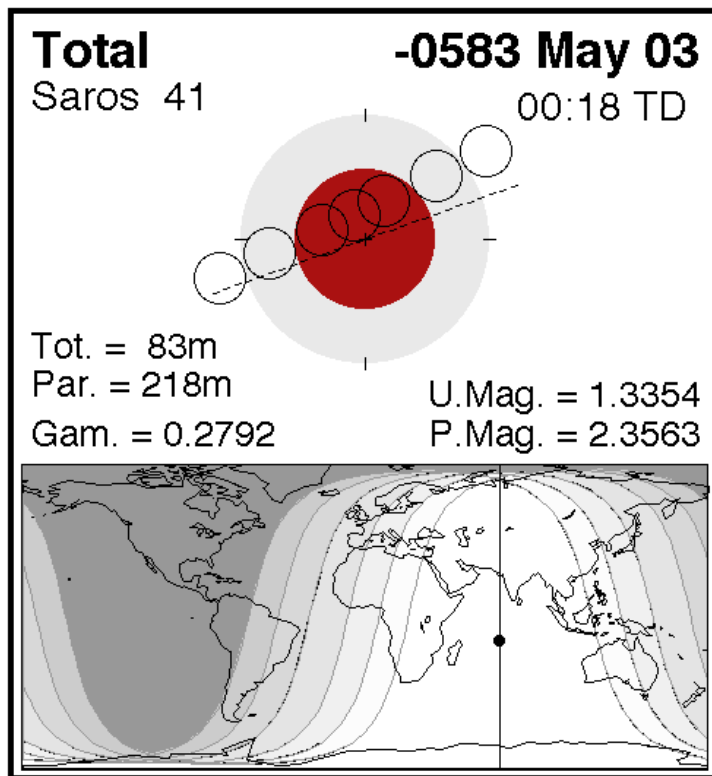 Total -0583 May 03
Saros 41 00:18 TD
Tot. = 83m
Par. = 218m U.Mag. = 1.3354
Gam. = 0.2792 P.Mag. = 2.3563